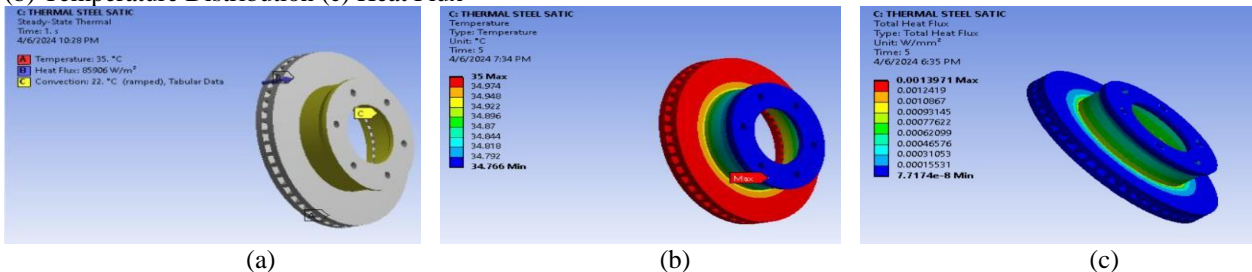 (b) Temperature Distribution (c) Heat Flux
C: THERMAL STEEL SATIC
Steady-State Thermal
Time: 1. s
4/6/2024 10:28 PM
A Temperature: 35. °C
B Heat Flux: 85906 W/m²
C Convection: 22. °C (ramped), Tabular Data
C
C: THERMAL STEEL SATIC
Temperature
Type: Temperature
Unit: °C
Time: 5
4/6/2024 7:34 PM
35 Max
34.974
34.948
34.922
34.896
34.87
34.844
34.818
34.792
34.766 Min
Max
C: THERMAL STEEL SATIC
Total Heat Flux
Type: Total Heat Flux
Unit: W/mm²
Time: 5
4/6/2024 6:35 PM
0.0013971 Max
0.0012419
0.0010867
0.00093145
0.00077622
0.00062099
0.00046576
0.00031053
0.00015531
7.7174e-8 Min
(a)
(b)
(c)